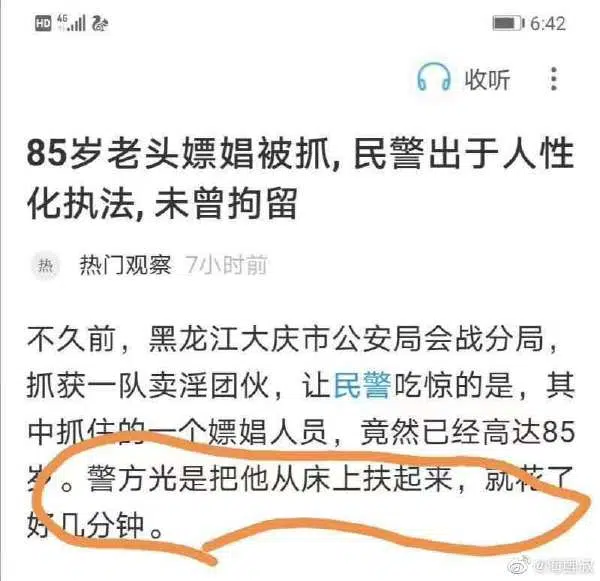 HD 4G 6:42
收听
85岁老头嫖娼被抓, 民警出于人性
化执法, 未曾拘留
热 热门观察 7小时前
不久前，黑龙江大庆市公安局会战分局，
抓获一队卖淫团伙，让民警吃惊的是，其
中抓住的一个嫖娼人员，竟然已经高达85
岁。警方光是把他从床上扶起来，就花了
好几分钟。